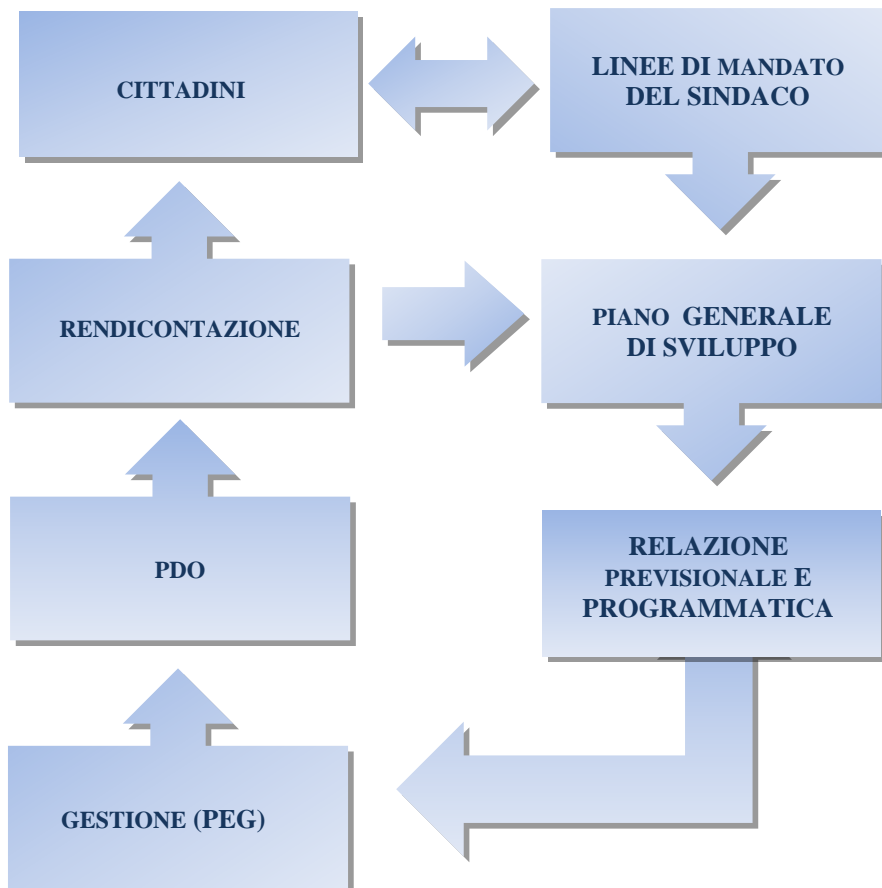 CITTADINI
LINEE DI MANDATO
DEL SINDACO
RENDICONTAZIONE
PIANO GENERALE
DI SVILUPPO
PDO
RELAZIONE
PREVISIONALE E
PROGRAMMATICA
GESTIONE (PEG)